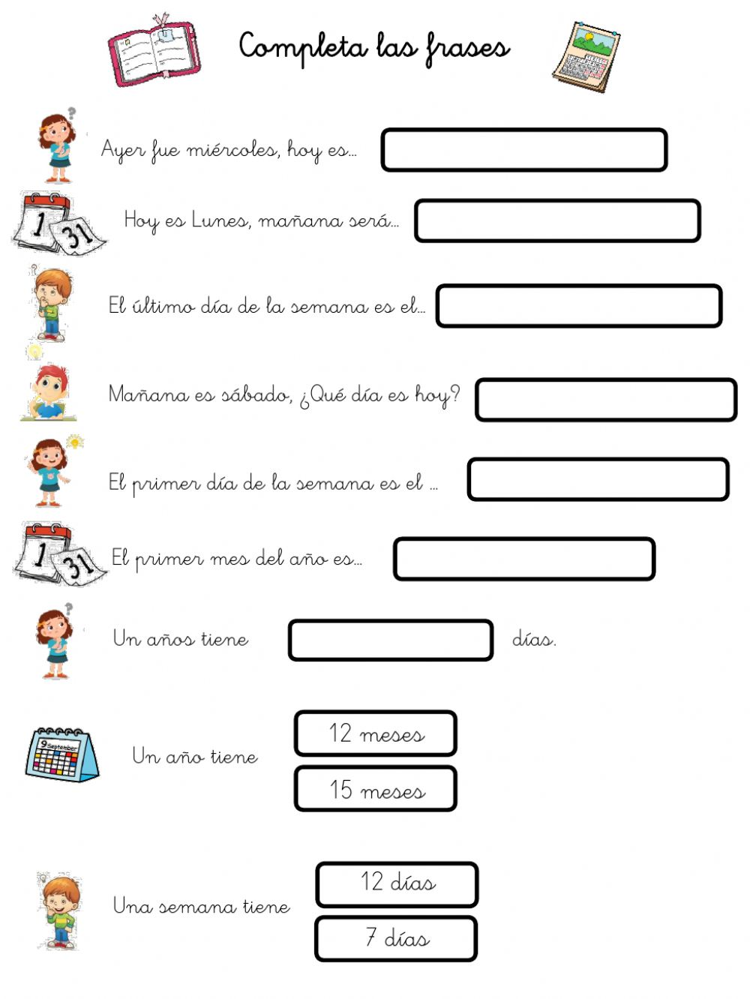 Completa las frases
Ayer fue miércoles, hoy es...
Hoy es Lunes, mañana será...
1
31
El último día de la semana es el...
Mañana es sábado, ¿Qué día es hoy?
El primer día de la semana es el ...
El primer mes del año es...
1
31
Un años tiene
días.
Un año tiene
12 meses
15 meses
9 September
Una semana tiene
12 días
7 días